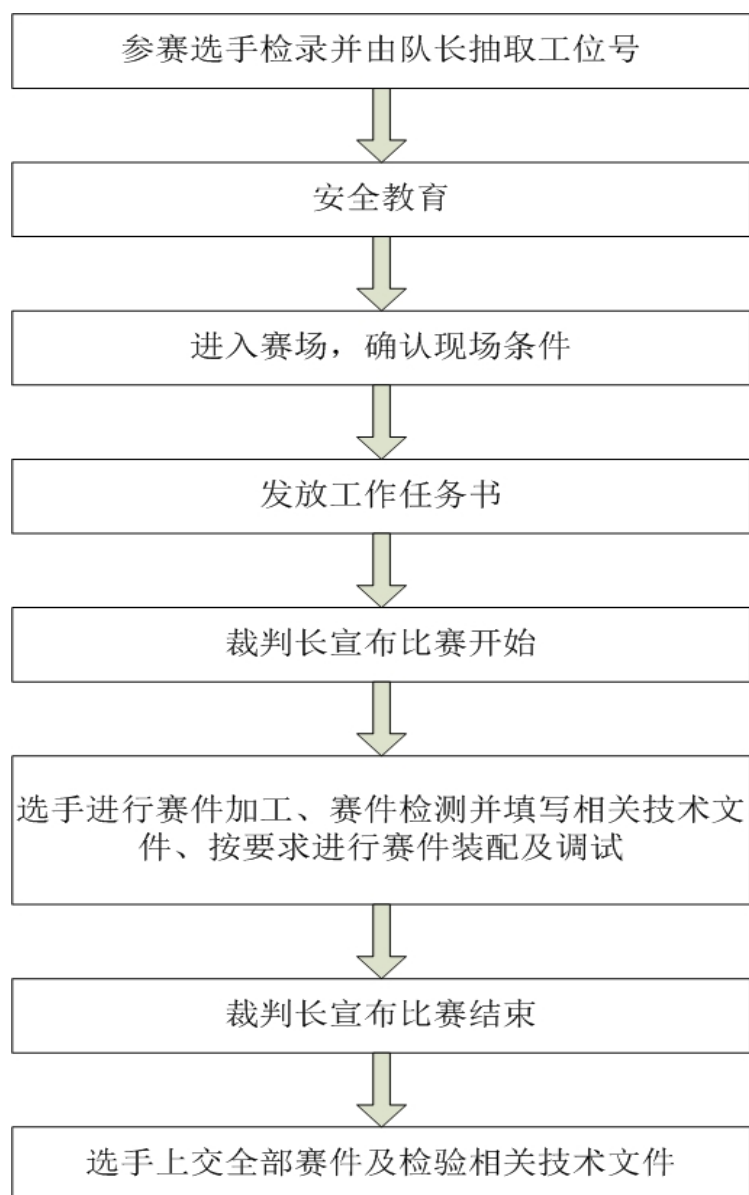 参赛选手检录并由队长抽取工位号
安全教育
进入赛场，确认现场条件
发放工作任务书
裁判长宣布比赛开始
选手进行赛件加工、赛件检测并填写相关技术文
件、按要求进行赛件装配及调试
裁判长宣布比赛结束
选手上交全部赛件及检验相关技术文件